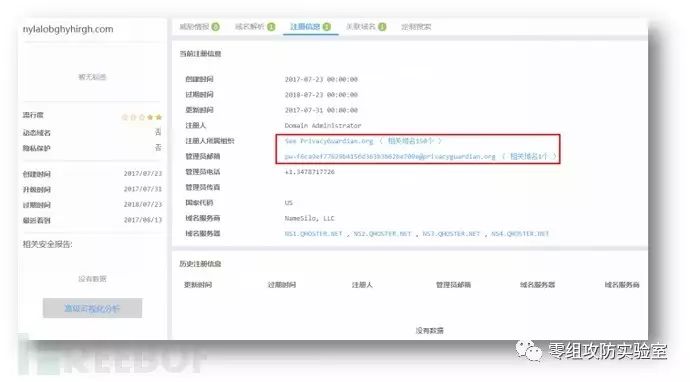 nylalobghyhirgh.com
暂无标签
流行度
动态域名 否
隐私保护 否
创建时间 2017/07/23
升级时间 2017/07/31
过期时间 2018/07/23
最近看到 2017/08/13
相关安全报告:
没有数据
高级可视化分析
威胁情报 0
域名解析 1
注册信息 1
关联域名 1
定制搜索
当前注册信息
创建时间 2017-07-23 00:00:00
过期时间 2018-07-23 00:00:00
更新时间 2017-07-31 00:00:00
注册人 Domain Administrator
注册人所属组织 See PrivacyGuardian.org ( 相关域名150个 )
管理员邮箱 @privacyguardian.org ( 相关域名1个 )
管理员电话 +1.3478717726
管理员传真
国家代码 US
域名服务商 NameSilo, LLC
域名服务器 NS1.QHOSTER.NET , NS2.QHOSTER.NET , NS3.QHOSTER.NET , NS4.QHOSTER.NET
历史注册信息
更新时间 过期时间 注册人 管理员邮箱 域名服务器 域名服务商
没有数据
REEBUF
零组攻防实验室